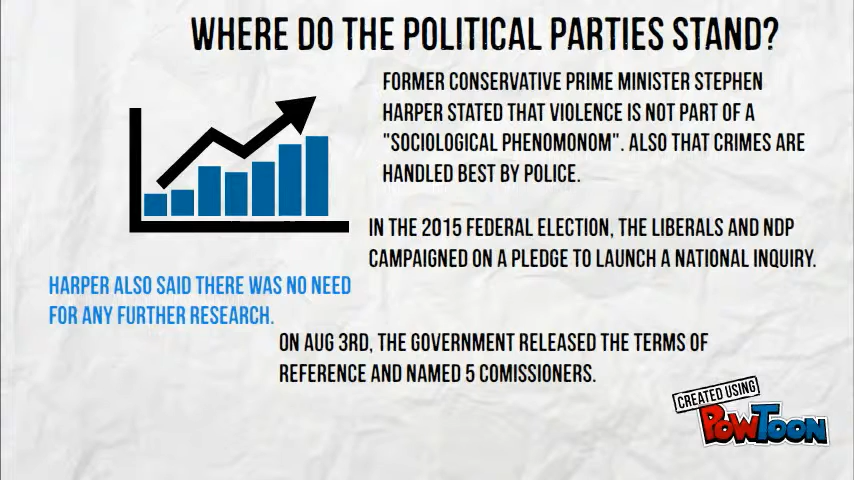 WHERE DO THE POLITICAL PARTIES STAND?
FORMER CONSERVATIVE PRIME MINISTER STEPHEN
HARPER STATED THAT VIOLENCE IS NOT PART OF A
"SOCIOLOGICAL PHENOMONOM". ALSO THAT CRIMES ARE
HANDLED BEST BY POLICE.
IN THE 2015 FEDERAL ELECTION, THE LIBERALS AND NDP
CAMPAIGNED ON A PLEDGE TO LAUNCH A NATIONAL INQUIRY.
HARPER ALSO SAID THERE WAS NO NEED
FOR ANY FURTHER RESEARCH.
ON AUG 3RD, THE GOVERNMENT RELEASED THE TERMS OF
REFERENCE AND NAMED 5 COMISSIONERS.
CREATED USING
POWTOON